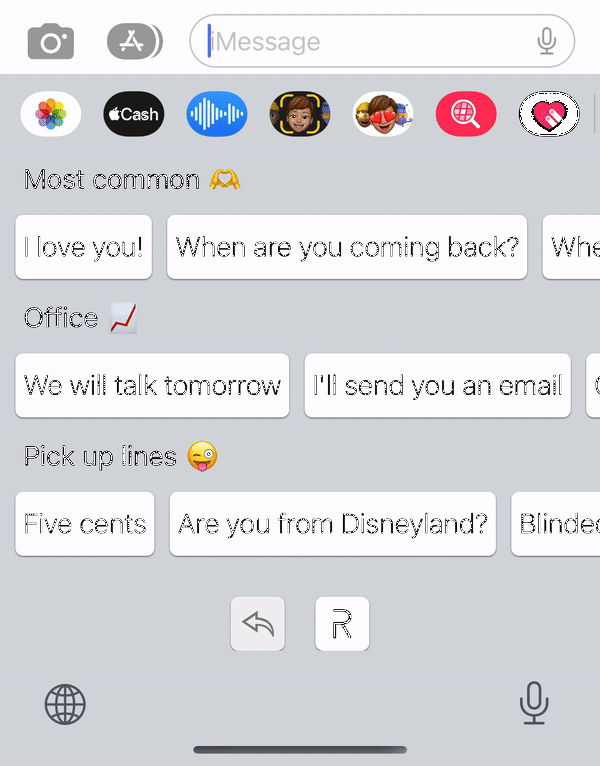 iMessage
Cash
Most common 🫶
I love you!
When are you coming back?
Whe
Office 📈
We will talk tomorrow
I'll send you an email
Pick up lines 😜
Five cents
Are you from Disneyland?
Blinded
R